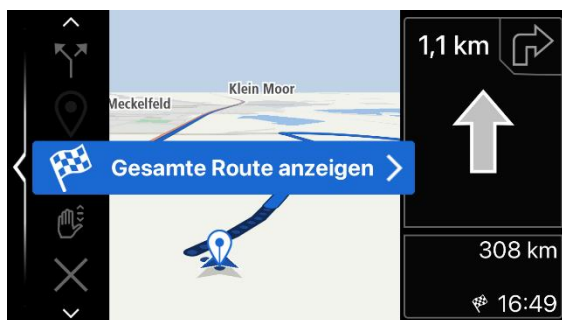 1,1 km
Klein Moor
Meckelfeld
Gesamte Route anzeigen
308 km
16:49